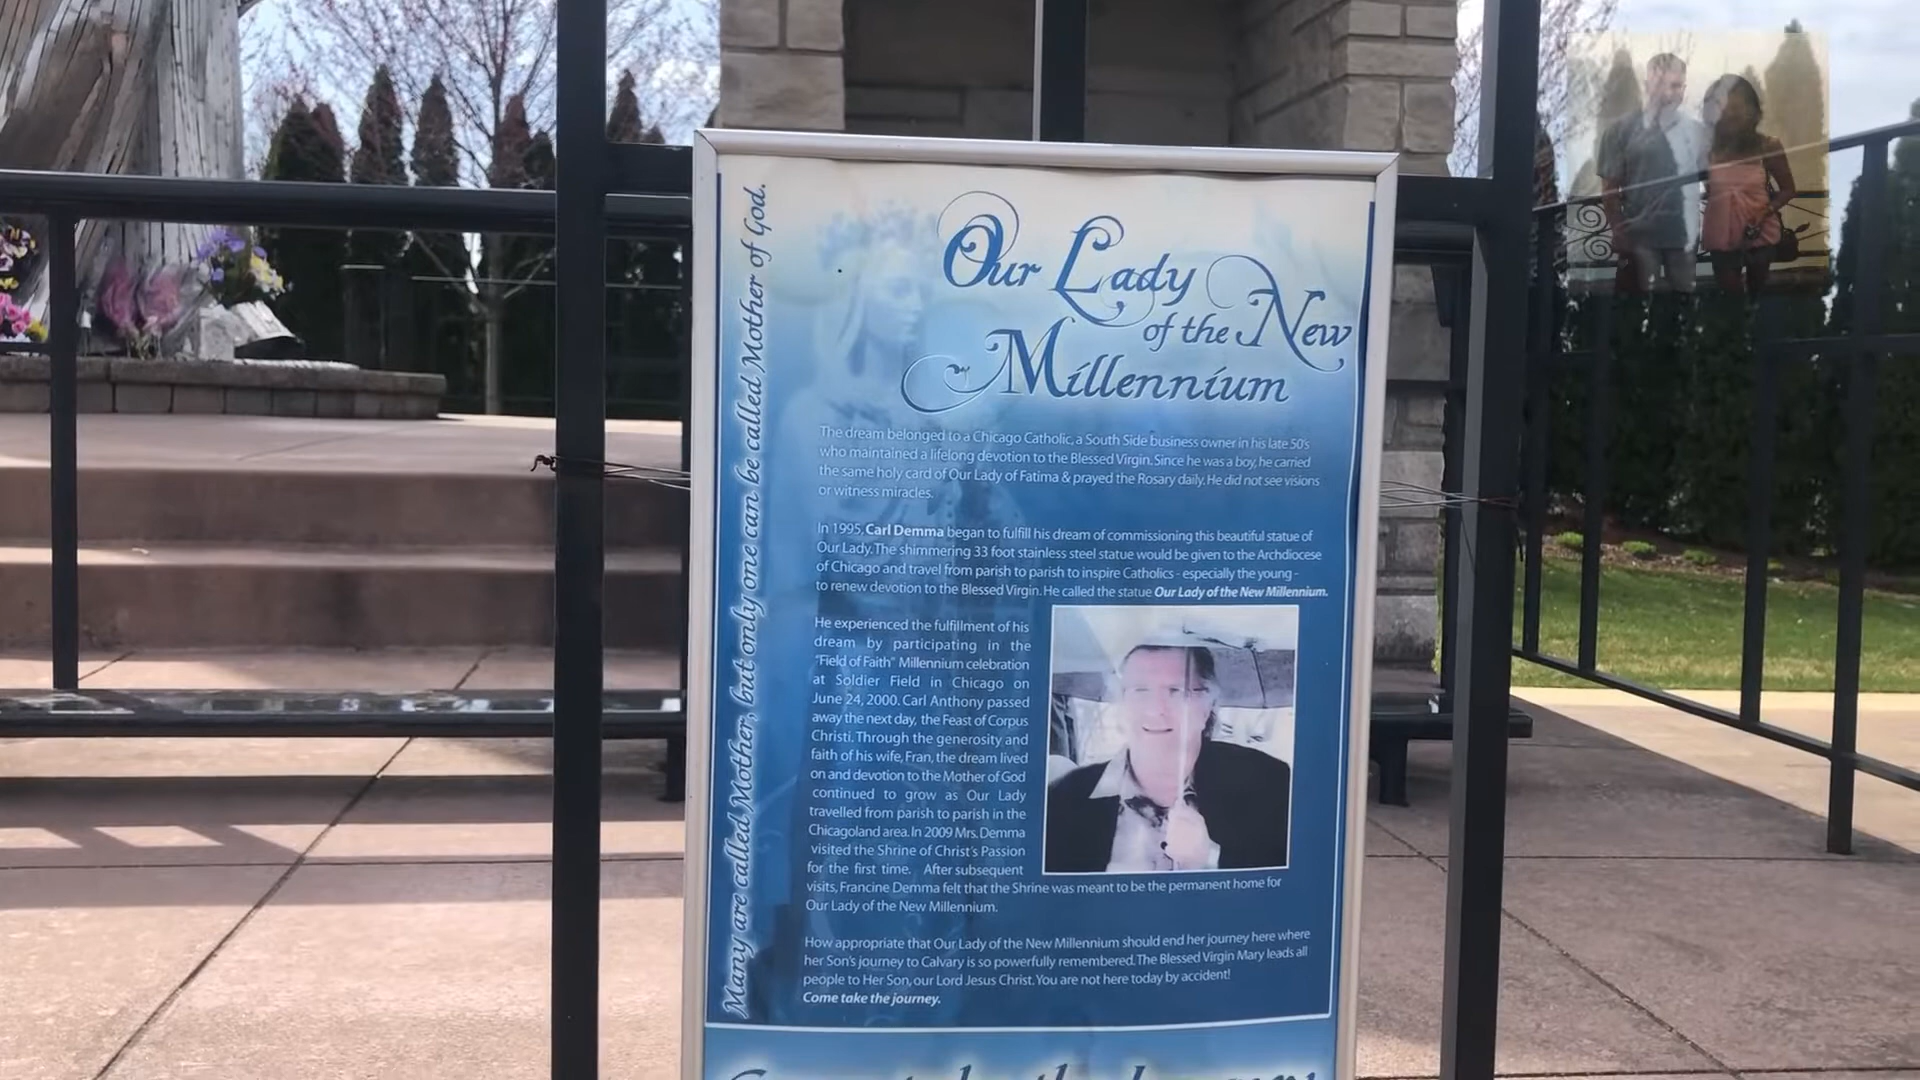 Many are called Mother, but only one can be called Mother of God.
Our Lady
of the New
Millennium
The dream belonged to a Chicago Catholic, a South Side business owner in his late 50's
who maintained a lifelong devotion to the Blessed Virgin. Since he was a boy, he carried
the same holy card of Our Lady of Fatima & prayed the Rosary daily. He did not see visions
or witness miracles.
In 1995, Carl Demma began to fulfill his dream of commissioning this beautiful statue of
Our Lady. The shimmering 33 foot stainless steel statue would be given to the Archdiocese
of Chicago and travel from parish to parish to inspire Catholics - especially the young -
to renew devotion to the Blessed Virgin. He called the statue Our Lady of the New Millennium.
He experienced the fulfillment of his
dream by participating in the
"Field of Faith" Millennium celebration
at Soldier Field in Chicago on
June 24, 2000. Carl Anthony passed
away the next day, the Feast of Corpus
Christi. Through the generosity and
faith of his wife, Fran, the dream lived
on and devotion to the Mother of God
continued to grow as Our Lady
travelled from parish to parish in the
Chicagoland area. In 2009 Mrs. Demma
visited the Shrine of Christ's Passion
for the first time. After subsequent
visits, Francine Demma felt that the Shrine was meant to be the permanent home for
Our Lady of the New Millennium.
How appropriate that Our Lady of the New Millennium should end her journey here where
her Son's journey to Calvary is so powerfully remembered. The Blessed Virgin Mary leads all
people to Her Son, our Lord Jesus Christ. You are not here today by accident!
Come take the journey.